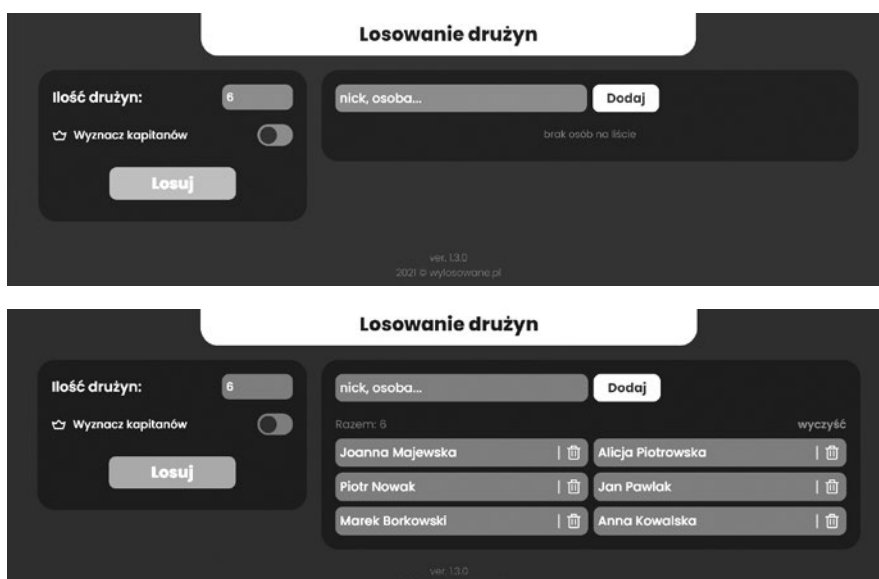 Losowanie drużyn
Ilość drużyn: 6
Wyznacz kapitanów
Losuj
nick, osoba... Dodaj
brak osób na liście
ver. 1.3.0
2021 © wylosowane.pl
Losowanie drużyn
Ilość drużyn: 6
Wyznacz kapitanów
Losuj
nick, osoba... Dodaj
Razem: 6 wyczyść
Joanna Majewska Alicja Piotrowska
Piotr Nowak Jan Pawlak
Marek Borkowski Anna Kowalska
ver. 1.3.0